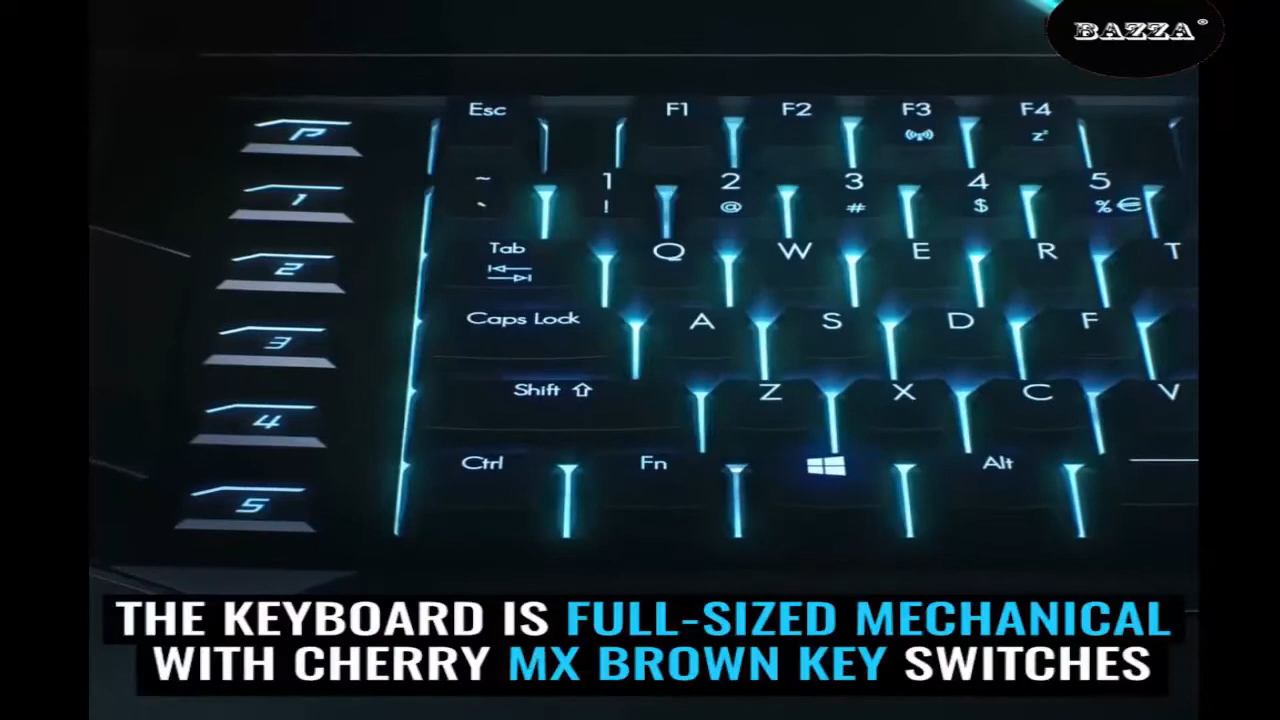 BAZZA®
P
Esc F1 F2 F3 F4
zᶻ
1
~ 1 2 3 4 5
` ! @ # $ % €
2
Tab Q W E R T
3
Caps Lock A S D F
4
Shift Z X C V
5
Ctrl Fn Alt
THE KEYBOARD IS FULL-SIZED MECHANICAL
WITH CHERRY MX BROWN KEY SWITCHES